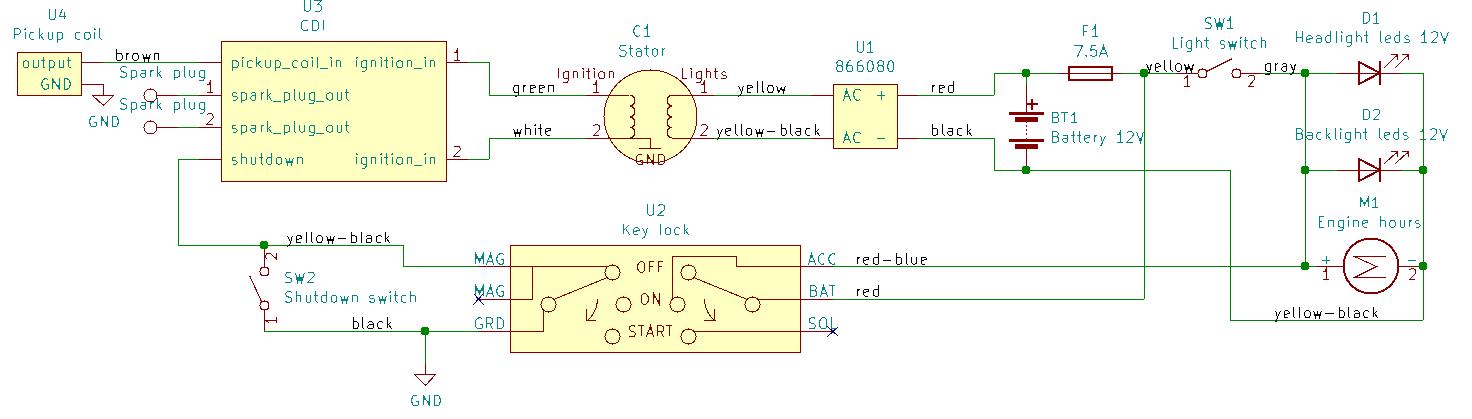 U4
Pickup coil
output
GND
GND
brown
Spark plug
Spark plug
1
2
U3
CDI
pickup_coil_in
spark_plug_out
spark_plug_out
shutdown
ignition_in
ignition_in
1
2
green
white
C1
Stator
Ignition
Lights
1
2
1
2
GND
yellow
yellow-black
U1
866080
AC +
AC -
red
black
+
BT1
Battery 12V
F1
7.5A
yellow
SW1
Light switch
1
2
gray
D1
Headlight leds 12V
D2
Backlight leds 12V
M1
Engine hours
+
1
-
2
yellow-black
yellow-black
2
SW2
Shutdown switch
1
black
GND
U2
Key lock
MAG
MAG
GRD
OFF
ON
START
ACC
BAT
SOL
red-blue
red